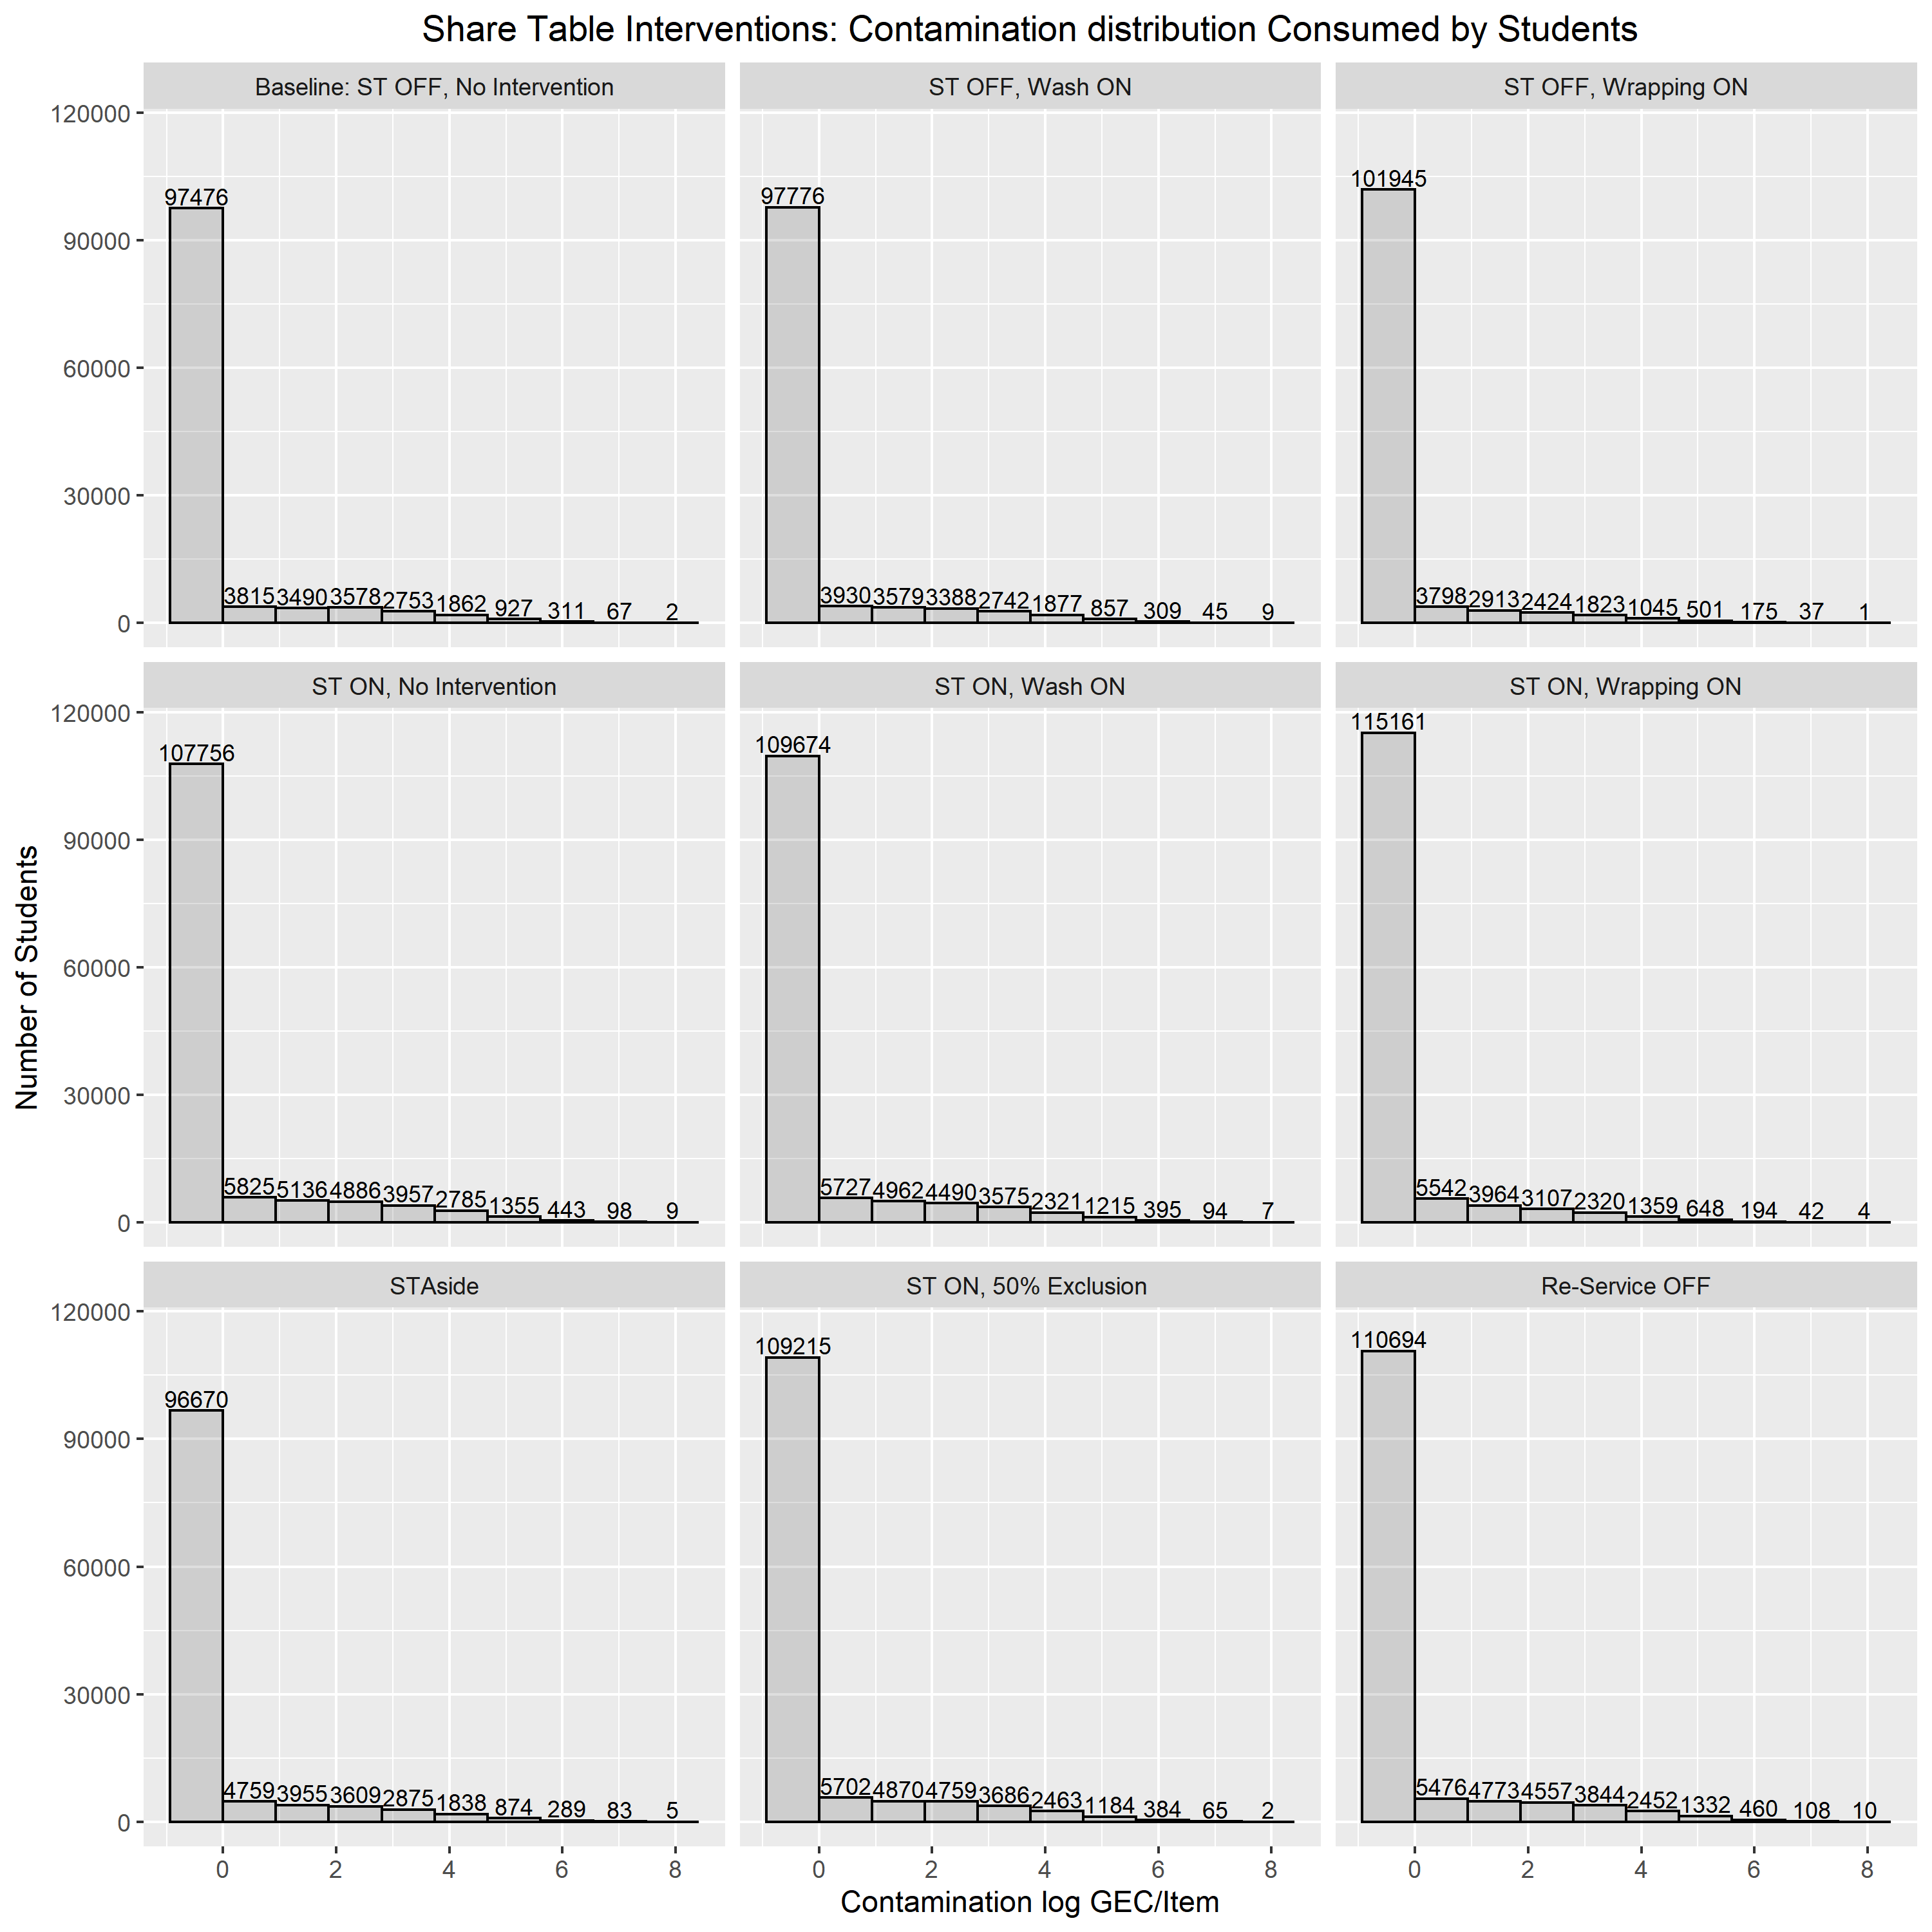 Share Table Interventions: Contamination distribution Consumed by Students
Baseline: ST OFF, No Intervention
ST OFF, Wash ON
ST OFF, Wrapping ON
120000
90000
60000
30000
0
97476
3815 3490 3578 2753 1862 927 311 67 2
97776
3930 3579 3388 2742 1877 857 309 45 9
101945
3798 2913 2424 1823 1045 501 175 37 1
ST ON, No Intervention
ST ON, Wash ON
ST ON, Wrapping ON
120000
90000
60000
30000
0
107756
5825 5136 4886 3957 2785 1355 443 98 9
109674
5727 4962 4490 3575 2321 1215 395 94 7
115161
5542 3964 3107 2320 1359 648 194 42 4
STAside
ST ON, 50% Exclusion
Re-Service OFF
120000
90000
60000
30000
0
96670
4759 3955 3609 2875 1838 874 289 83 5
109215
5702 4870 4759 3686 2463 1184 384 65 2
110694
5476 4773 4557 3844 2452 1332 460 108 10
0 2 4 6 8
0 2 4 6 8
0 2 4 6 8
Contamination log GEC/Item
Number of Students